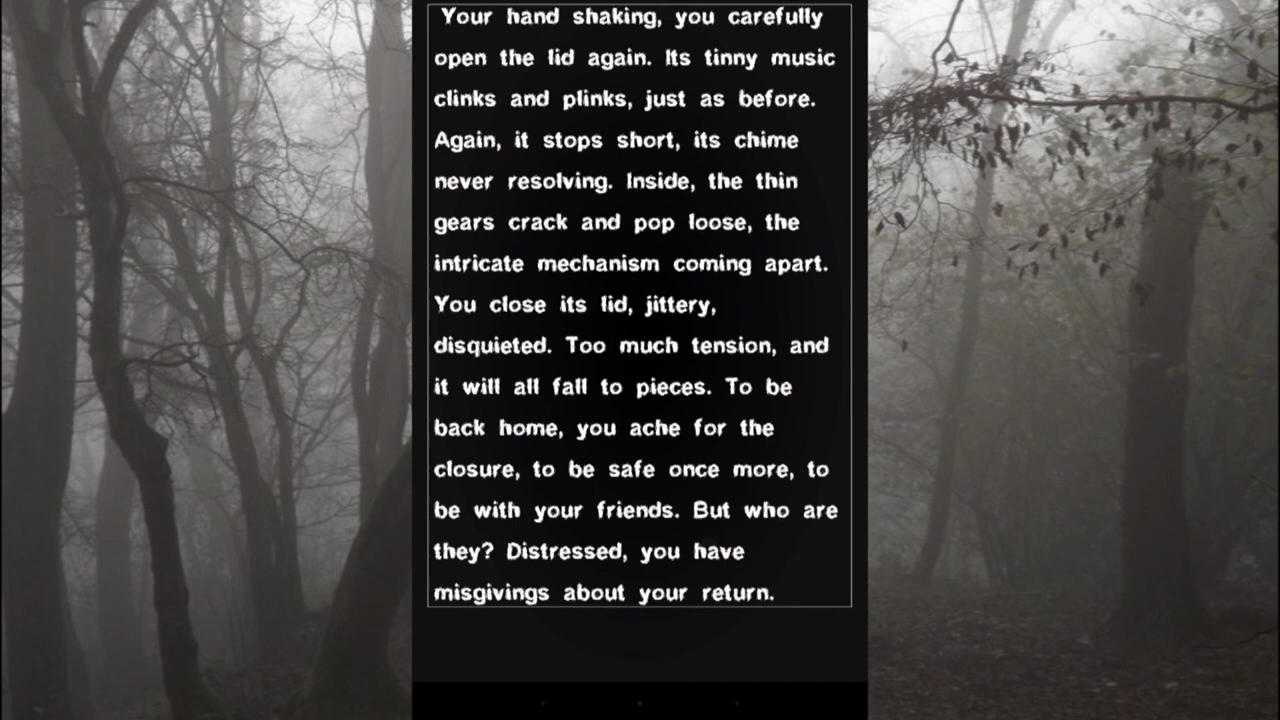 Your hand shaking, you carefully
open the lid again. Its tinny music
clinks and plinks, just as before.
Again, it stops short, its chime
never resolving. Inside, the thin
gears crack and pop loose, the
intricate mechanism coming apart.
You close its lid, jittery,
disquieted. Too much tension, and
it will all fall to pieces. To be
back home, you ache for the
closure, to be safe once more, to
be with your friends. But who are
they? Distressed, you have
misgivings about your return.